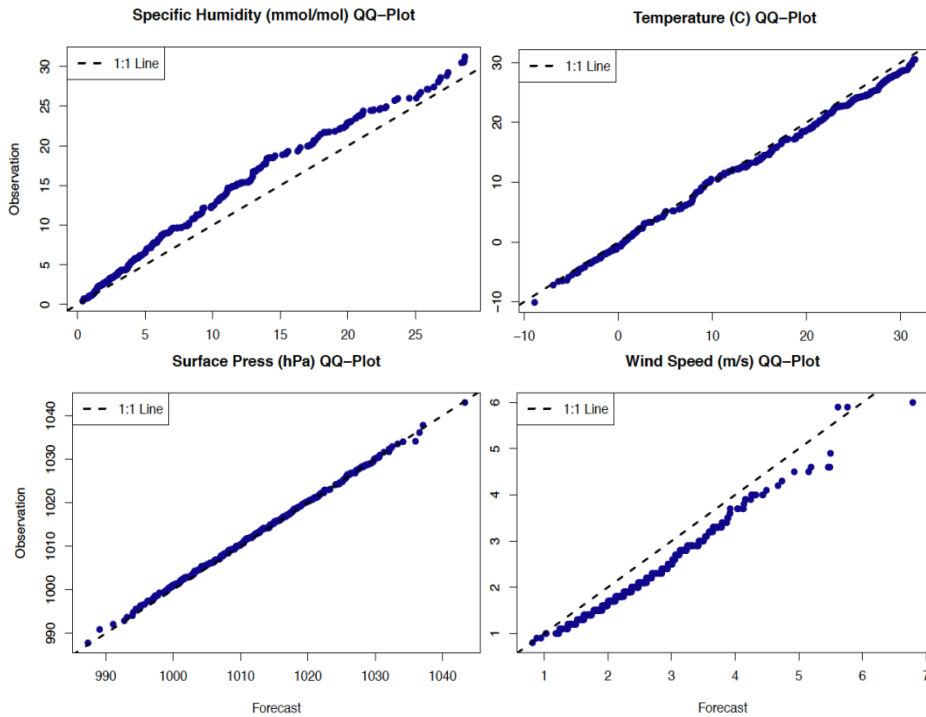 Specific Humidity (mmol/mol) QQ−Plot
1:1 Line
Observation
0 5 10 15 20 25 30
0 5 10 15 20 25
Temperature (C) QQ−Plot
1:1 Line
−10 0 10 20 30
−10 0 10 20 30
Surface Press (hPa) QQ−Plot
1:1 Line
Observation
990 1000 1010 1020 1030 1040
990 1000 1010 1020 1030 1040
Forecast
Wind Speed (m/s) QQ−Plot
1:1 Line
1 2 3 4 5 6
1 2 3 4 5 6 7
Forecast